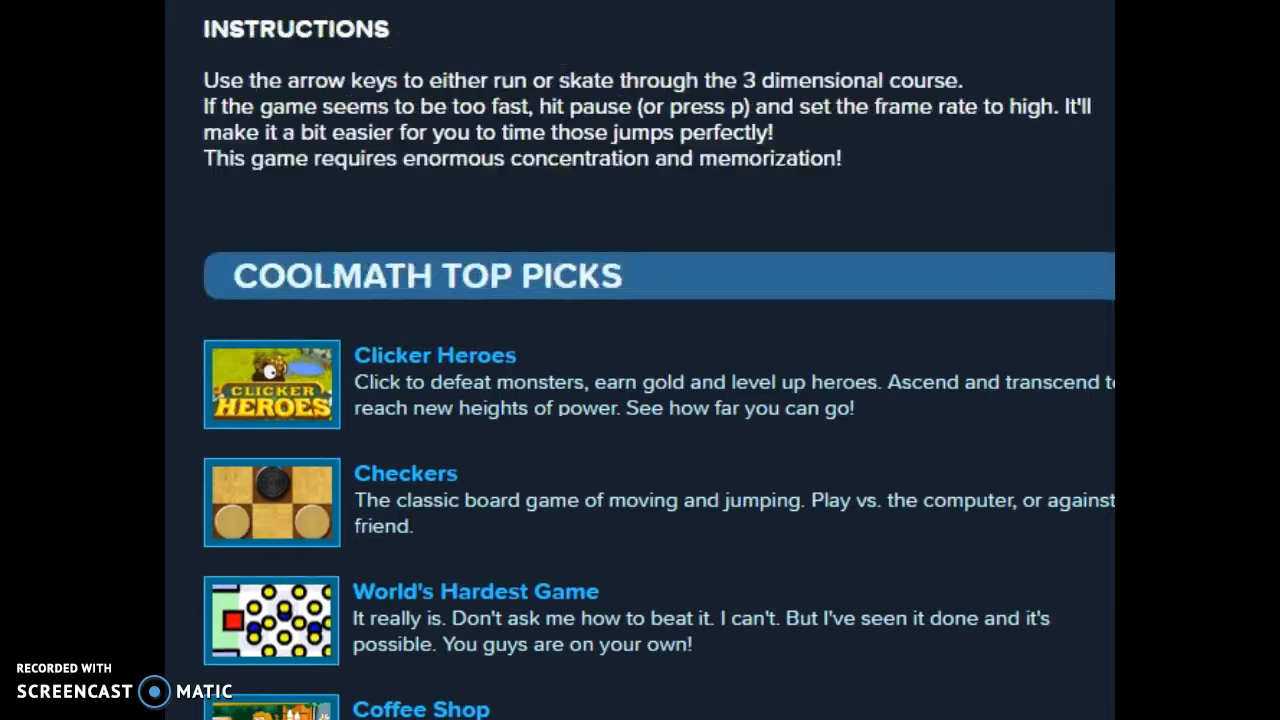 INSTRUCTIONS
Use the arrow keys to either run or skate through the 3 dimensional course.
If the game seems to be too fast, hit pause (or press p) and set the frame rate to high. It'll
make it a bit easier for you to time those jumps perfectly!
This game requires enormous concentration and memorization!
COOLMATH TOP PICKS
CLICKER
HEROES
Clicker Heroes
Click to defeat monsters, earn gold and level up heroes. Ascend and transcend
reach new heights of power. See how far you can go!
Checkers
The classic board game of moving and jumping. Play vs. the computer, or against
friend.
World's Hardest Game
It really is. Don't ask me how to beat it. I can't. But I've seen it done and it's
possible. You guys are on your own!
Coffee Shop
RECORDED WITH
SCREENCAST MATIC